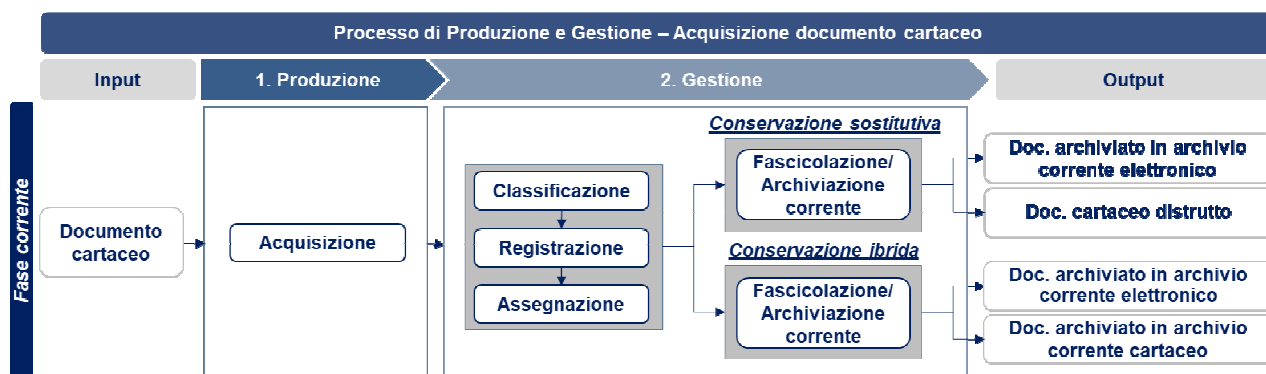 Processo di Produzione e Gestione – Acquisizione documento cartaceo
Input
1. Produzione
2. Gestione
Output
Fase corrente
Documento
cartaceo
Acquisizione
Classificazione
Registrazione
Assegnazione
Conservazione sostitutiva
Fascicolazione/
Archiviazione
corrente
Conservazione ibrida
Fascicolazione/
Archiviazione
corrente
Doc. archiviato in archivio
corrente elettronico
Doc. cartaceo distrutto
Doc. archiviato in archivio
corrente elettronico
Doc. archiviato in archivio
corrente cartaceo